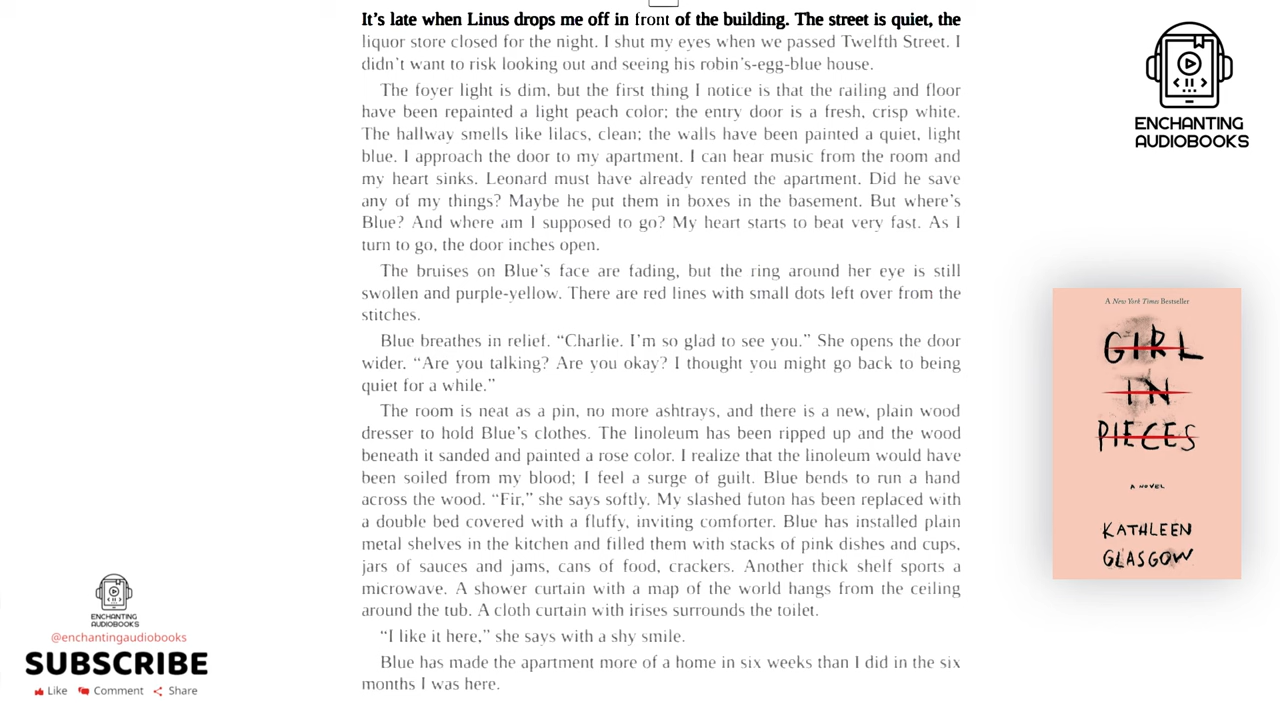 It's late when Linus drops me off in front of the building. The street is quiet, the
liquor store closed for the night. I shut my eyes when we passed Twelfth Street. I
didn't want to risk looking out and seeing his robin's-egg-blue house.
The foyer light is dim, but the first thing I notice is that the railing and floor
have been repainted a light peach color; the entry door is a fresh, crisp white.
The hallway smells like lilacs, clean; the walls have been painted a quiet, light
blue. I approach the door to my apartment. I can hear music from the room and
my heart sinks. Leonard must have already rented the apartment. Did he save
any of my things? Maybe he put them in boxes in the basement. But where's
Blue? And where am I supposed to go? My heart starts to beat very fast. As I
turn to go, the door inches open.
The bruises on Blue's face are fading, but the ring around her eye is still
swollen and purple-yellow. There are red lines with small dots left over from the
stitches.
Blue breathes in relief. “Charlie. I'm so glad to see you.” She opens the door
wider. “Are you talking? Are you okay? I thought you might go back to being
quiet for a while.”
The room is neat as a pin, no more ashtrays, and there is a new, plain wood
dresser to hold Blue's clothes. The linoleum has been ripped up and the wood
beneath it sanded and painted a rose color. I realize that the linoleum would have
been soiled from my blood; I feel a surge of guilt. Blue bends to run a hand
across the wood. “Fir,” she says softly. My slashed futon has been replaced with
a double bed covered with a fluffy, inviting comforter. Blue has installed plain
metal shelves in the kitchen and filled them with stacks of pink dishes and cups,
jars of sauces and jams, cans of food, crackers. Another thick shelf sports a
microwave. A shower curtain with a map of the world hangs from the ceiling
around the tub. A cloth curtain with irises surrounds the toilet.
“I like it here,” she says with a shy smile.
Blue has made the apartment more of a home in six weeks than I did in the six
months I was here.
ENCHANTING
AUDIOBOOKS
A New York Times Bestseller
GIRL
IN
PIECES
A NOVEL
KATHLEEN
GLASGOW
ENCHANTING
AUDIOBOOKS
@enchantingaudiobooks
SUBSCRIBE
Like Comment Share